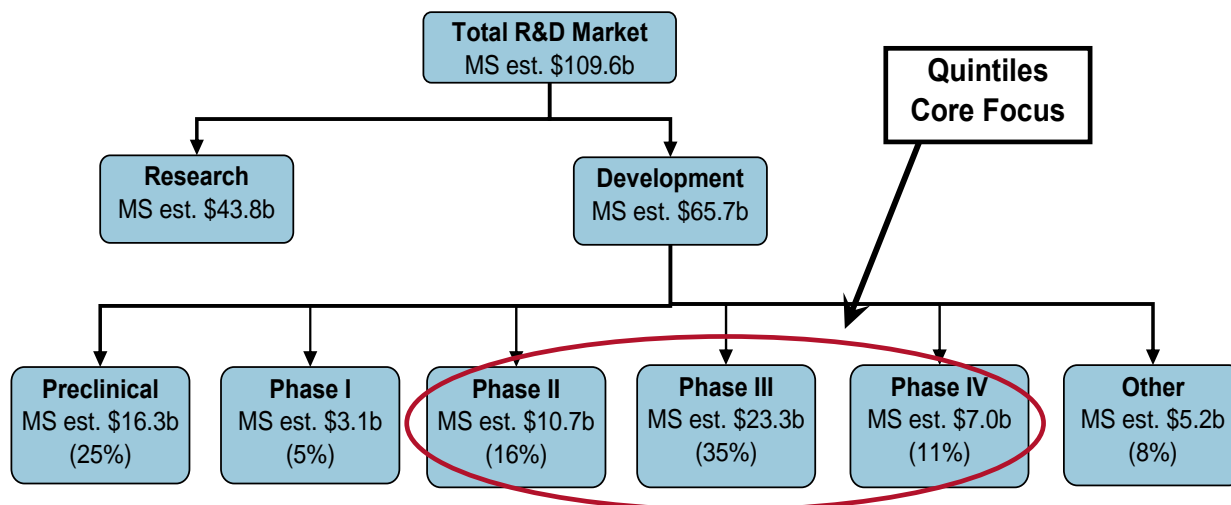 Total R&D Market
MS est. $109.6b
Quintiles
Core Focus
Research
MS est. $43.8b
Development
MS est. $65.7b
Preclinical
MS est. $16.3b
(25%)
Phase I
MS est. $3.1b
(5%)
Phase II
MS est. $10.7b
(16%)
Phase III
MS est. $23.3b
(35%)
Phase IV
MS est. $7.0b
(11%)
Other
MS est. $5.2b
(8%)